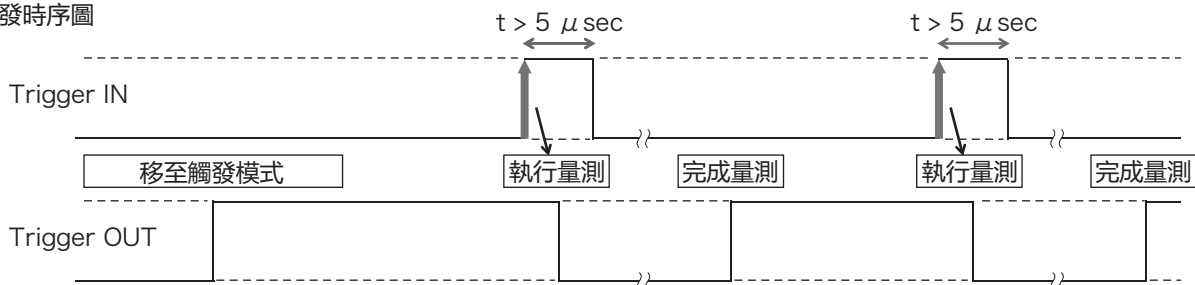 發時序圖
t > 5 μsec t > 5 μsec
Trigger IN
移至觸發模式 執行量測 完成量測 執行量測 完成量測
Trigger OUT